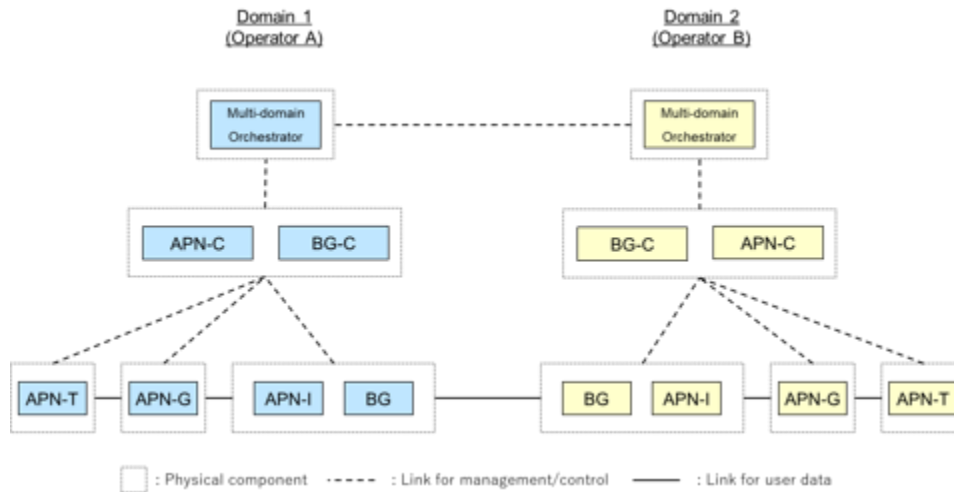 Domain 1
(Operator A)
Domain 2
(Operator B)
Multi-domain
Orchestrator
Multi-domain
Orchestrator
APN-C
BG-C
BG-C
APN-C
APN-T
APN-G
APN-I
BG
BG
APN-I
APN-G
APN-T
: Physical component
: Link for management/control
: Link for user data